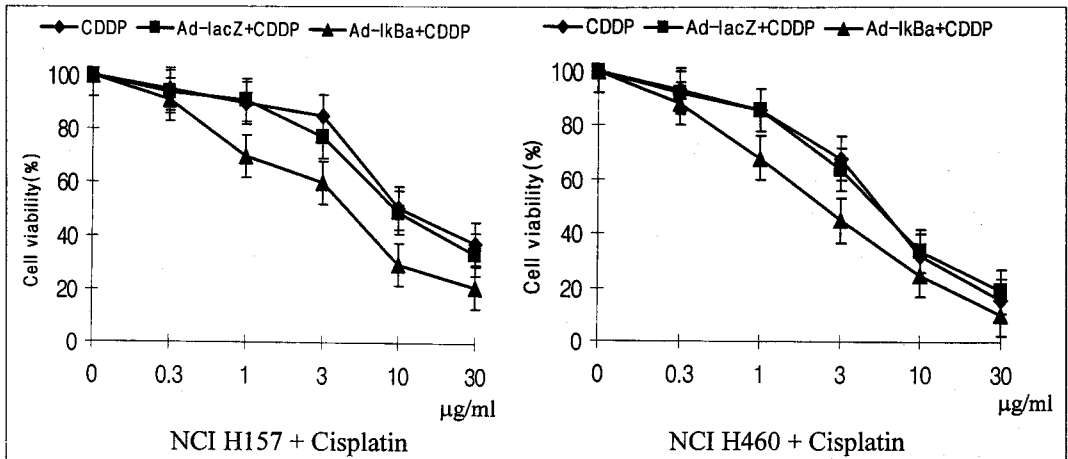 CDDP Ad-lacZ+CDDP Ad-IkBa+CDDP
Cell viability(%)
100
80
60
40
20
0
0 0.3 1 3 10 30
μg/ml
NCI H157 + Cisplatin
CDDP Ad-lacZ+CDDP Ad-IkBa+CDDP
Cell viability(%)
100
80
60
40
20
0
0 0.3 1 3 10 30
μg/ml
NCI H460 + Cisplatin